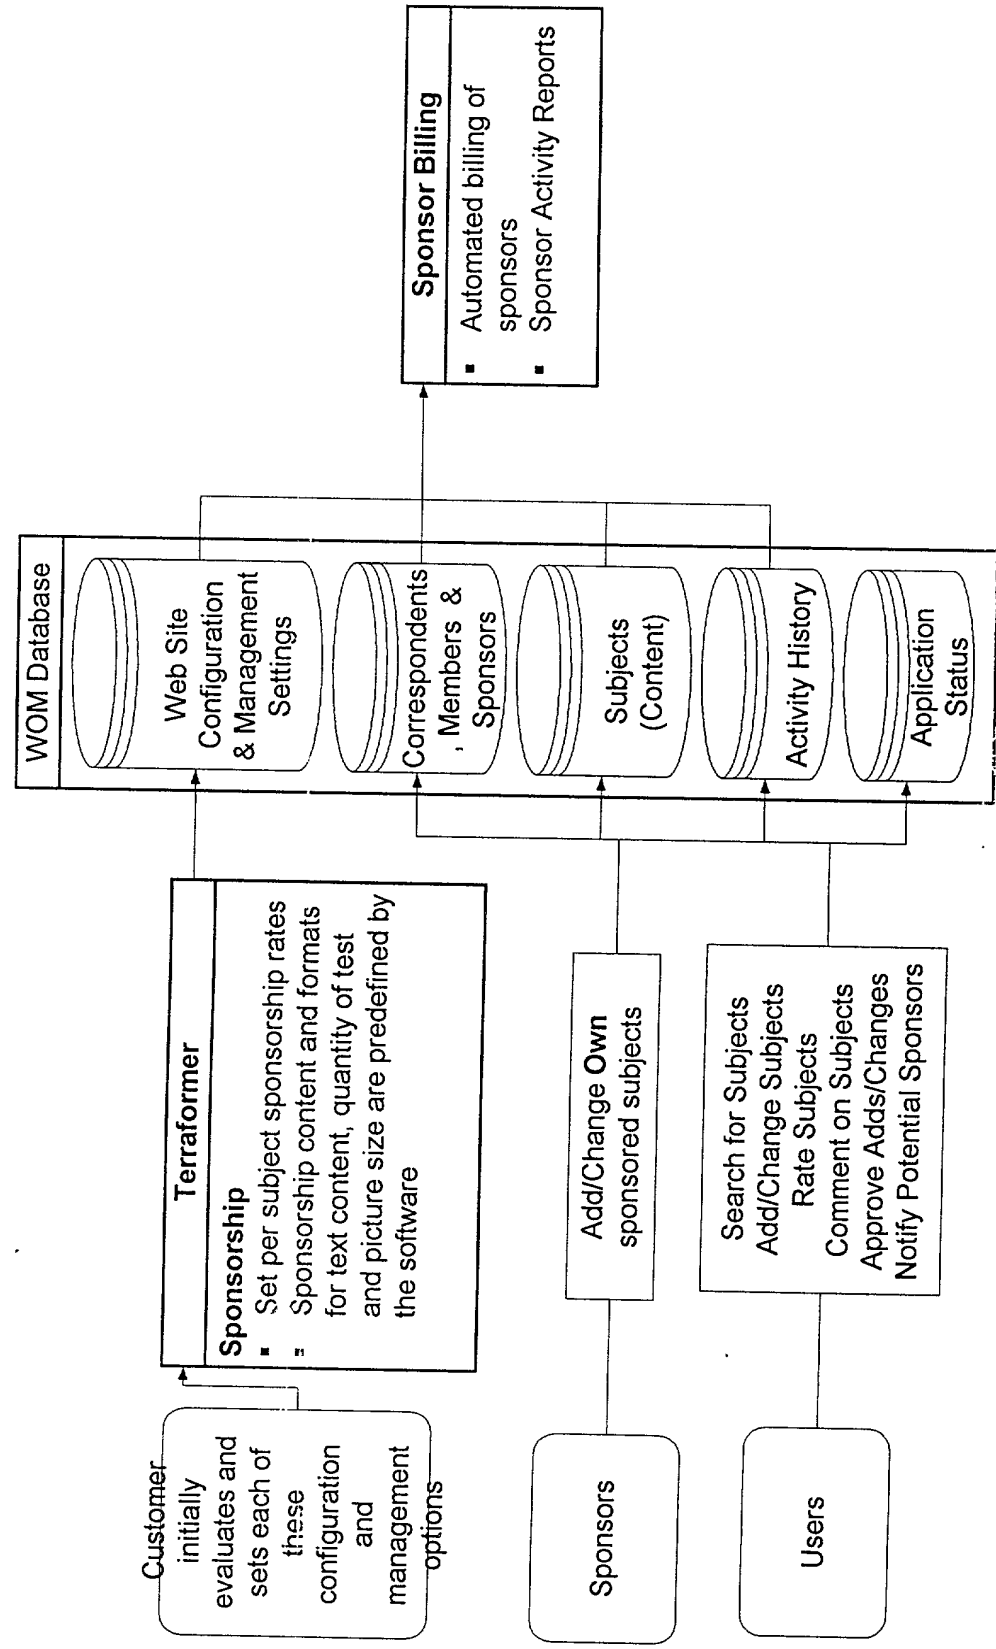 Customer
initially
evaluates and
sets each of
these
configuration
and
management
options
Terraformer
Sponsorship
▪ Set per subject sponsorship rates
▪ Sponsorship content and formats
for text content, quantity of test
and picture size are predefined by
the software
Sponsors
Add/Change Own
sponsored subjects
Users
Search for Subjects
Add/Change Subjects
Rate Subjects
Comment on Subjects
Approve Adds/Changes
Notify Potential Sponsors
WOM Database
Web Site
Configuration
& Management
Settings
Correspondents
, Members &
Sponsors
Subjects
(Content)
Activity History
Application
Status
Sponsor Billing
▪ Automated billing of
sponsors
▪ Sponsor Activity Reports